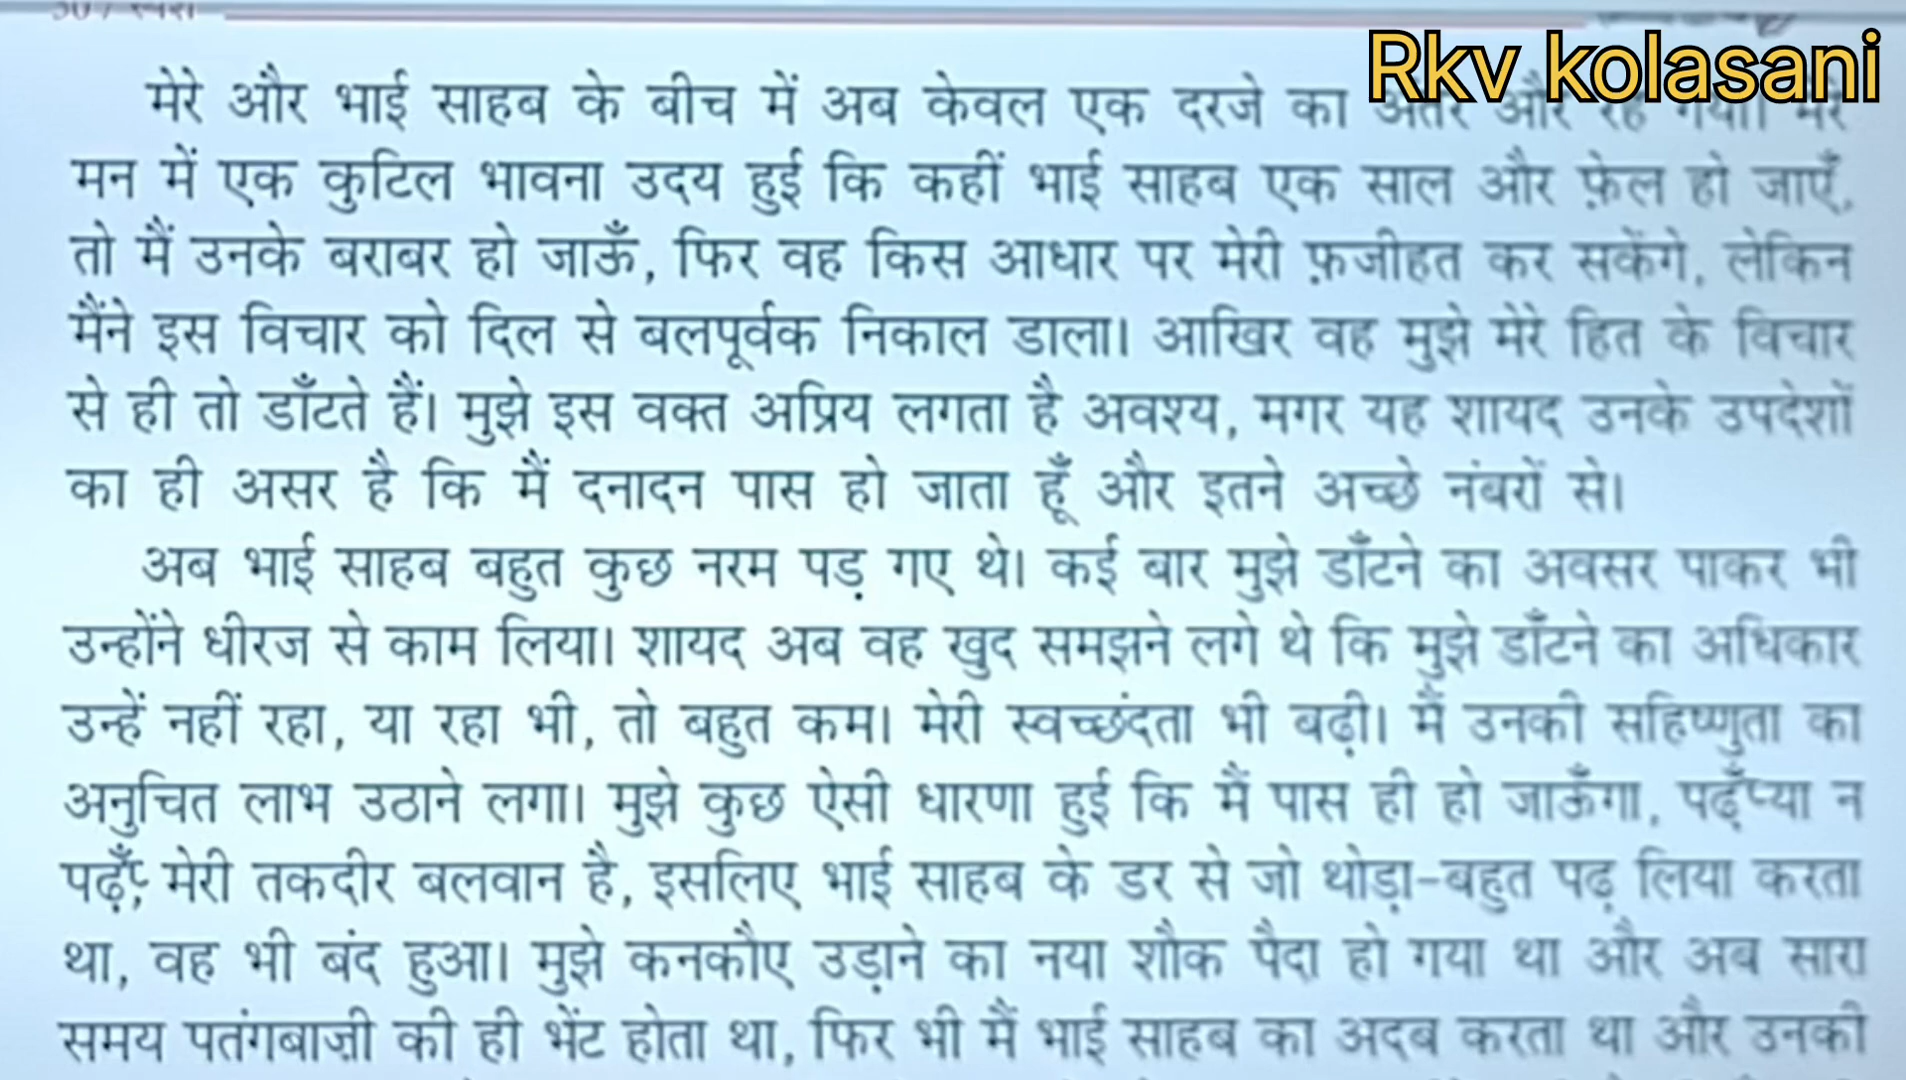 Rkv kolasani
मेरे और भाई साहब के बीच में अब केवल एक दरजे का अंतर और रह गया। मेरे
मन में एक कुटिल भावना उदय हुई कि कहीं भाई साहब एक साल और फ़ेल हो जाएँ,
तो मैं उनके बराबर हो जाऊँ, फिर वह किस आधार पर मेरी फ़जीहत कर सकेंगे, लेकिन
मैंने इस विचार को दिल से बलपूर्वक निकाल डाला। आखिर वह मुझे मेरे हित के विचार
से ही तो डाँटते हैं। मुझे इस वक्त अप्रिय लगता है अवश्य, मगर यह शायद उनके उपदेशों
का ही असर है कि मैं दनादन पास हो जाता हूँ और इतने अच्छे नंबरों से।
अब भाई साहब बहुत कुछ नरम पड़ गए थे। कई बार मुझे डाँटने का अवसर पाकर भी
उन्होंने धीरज से काम लिया। शायद अब वह खुद समझने लगे थे कि मुझे डाँटने का अधिकार
उन्हें नहीं रहा, या रहा भी, तो बहुत कम। मेरी स्वच्छंदता भी बढ़ी। मैं उनकी सहिष्णुता का
अनुचित लाभ उठाने लगा। मुझे कुछ ऐसी धारणा हुई कि मैं पास ही हो जाऊँगा, पढ़ूँ या न
पढ़ूँ, मेरी तकदीर बलवान है, इसलिए भाई साहब के डर से जो थोड़ा-बहुत पढ़ लिया करता
था, वह भी बंद हुआ। मुझे कनकौए उड़ाने का नया शौक पैदा हो गया था और अब सारा
समय पतंगबाज़ी की ही भेंट होता था, फिर भी मैं भाई साहब का अदब करता था और उनकी